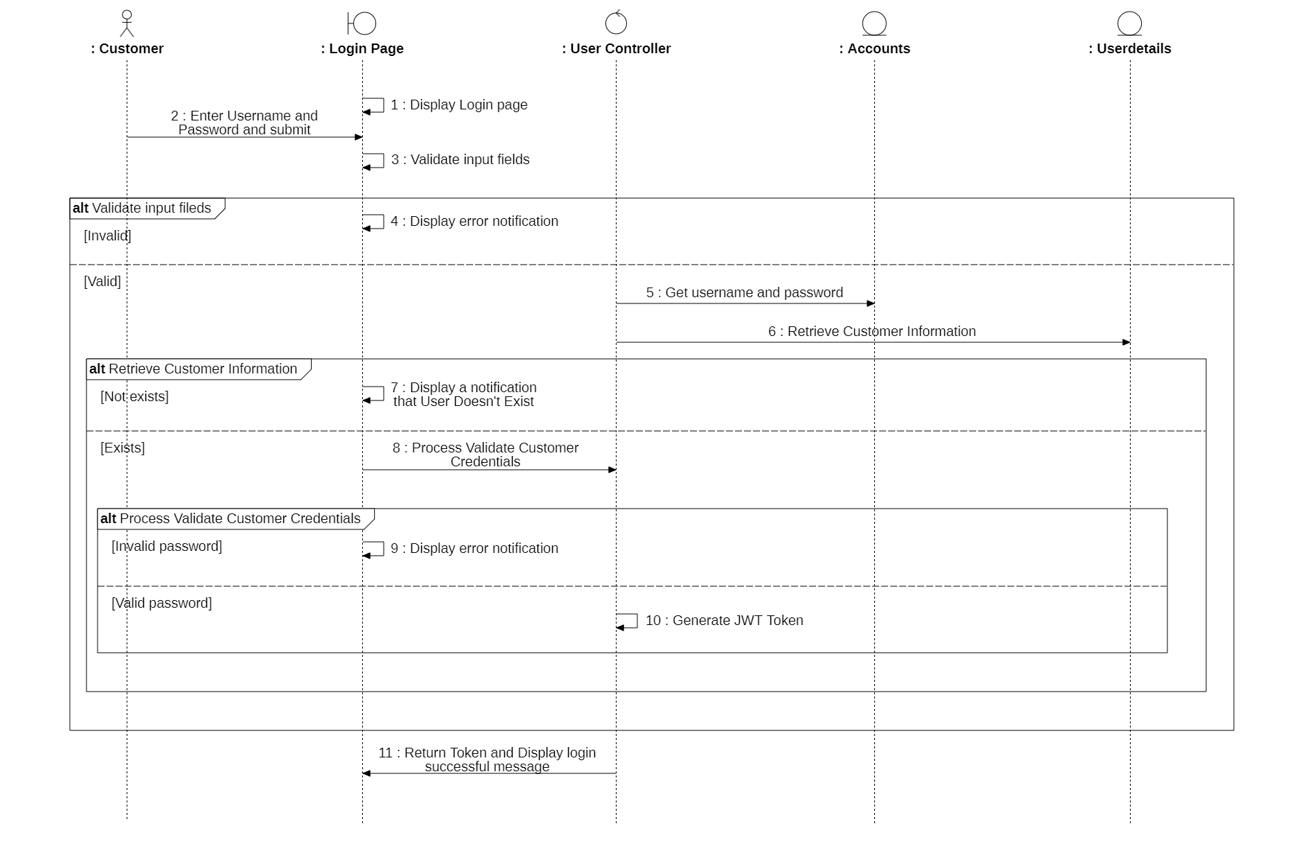 : Customer
: Login Page
: User Controller
: Accounts
: Userdetails
1 : Display Login page
2 : Enter Username and
Password and submit
3 : Validate input fields
alt Validate input fileds
4 : Display error notification
[Invalid]
[Valid]
5 : Get username and password
6 : Retrieve Customer Information
alt Retrieve Customer Information
7 : Display a notification
that User Doesn't Exist
[Not exists]
[Exists]
8 : Process Validate Customer
Credentials
alt Process Validate Customer Credentials
[Invalid password]
9 : Display error notification
[Valid password]
10 : Generate JWT Token
11 : Return Token and Display login
successful message